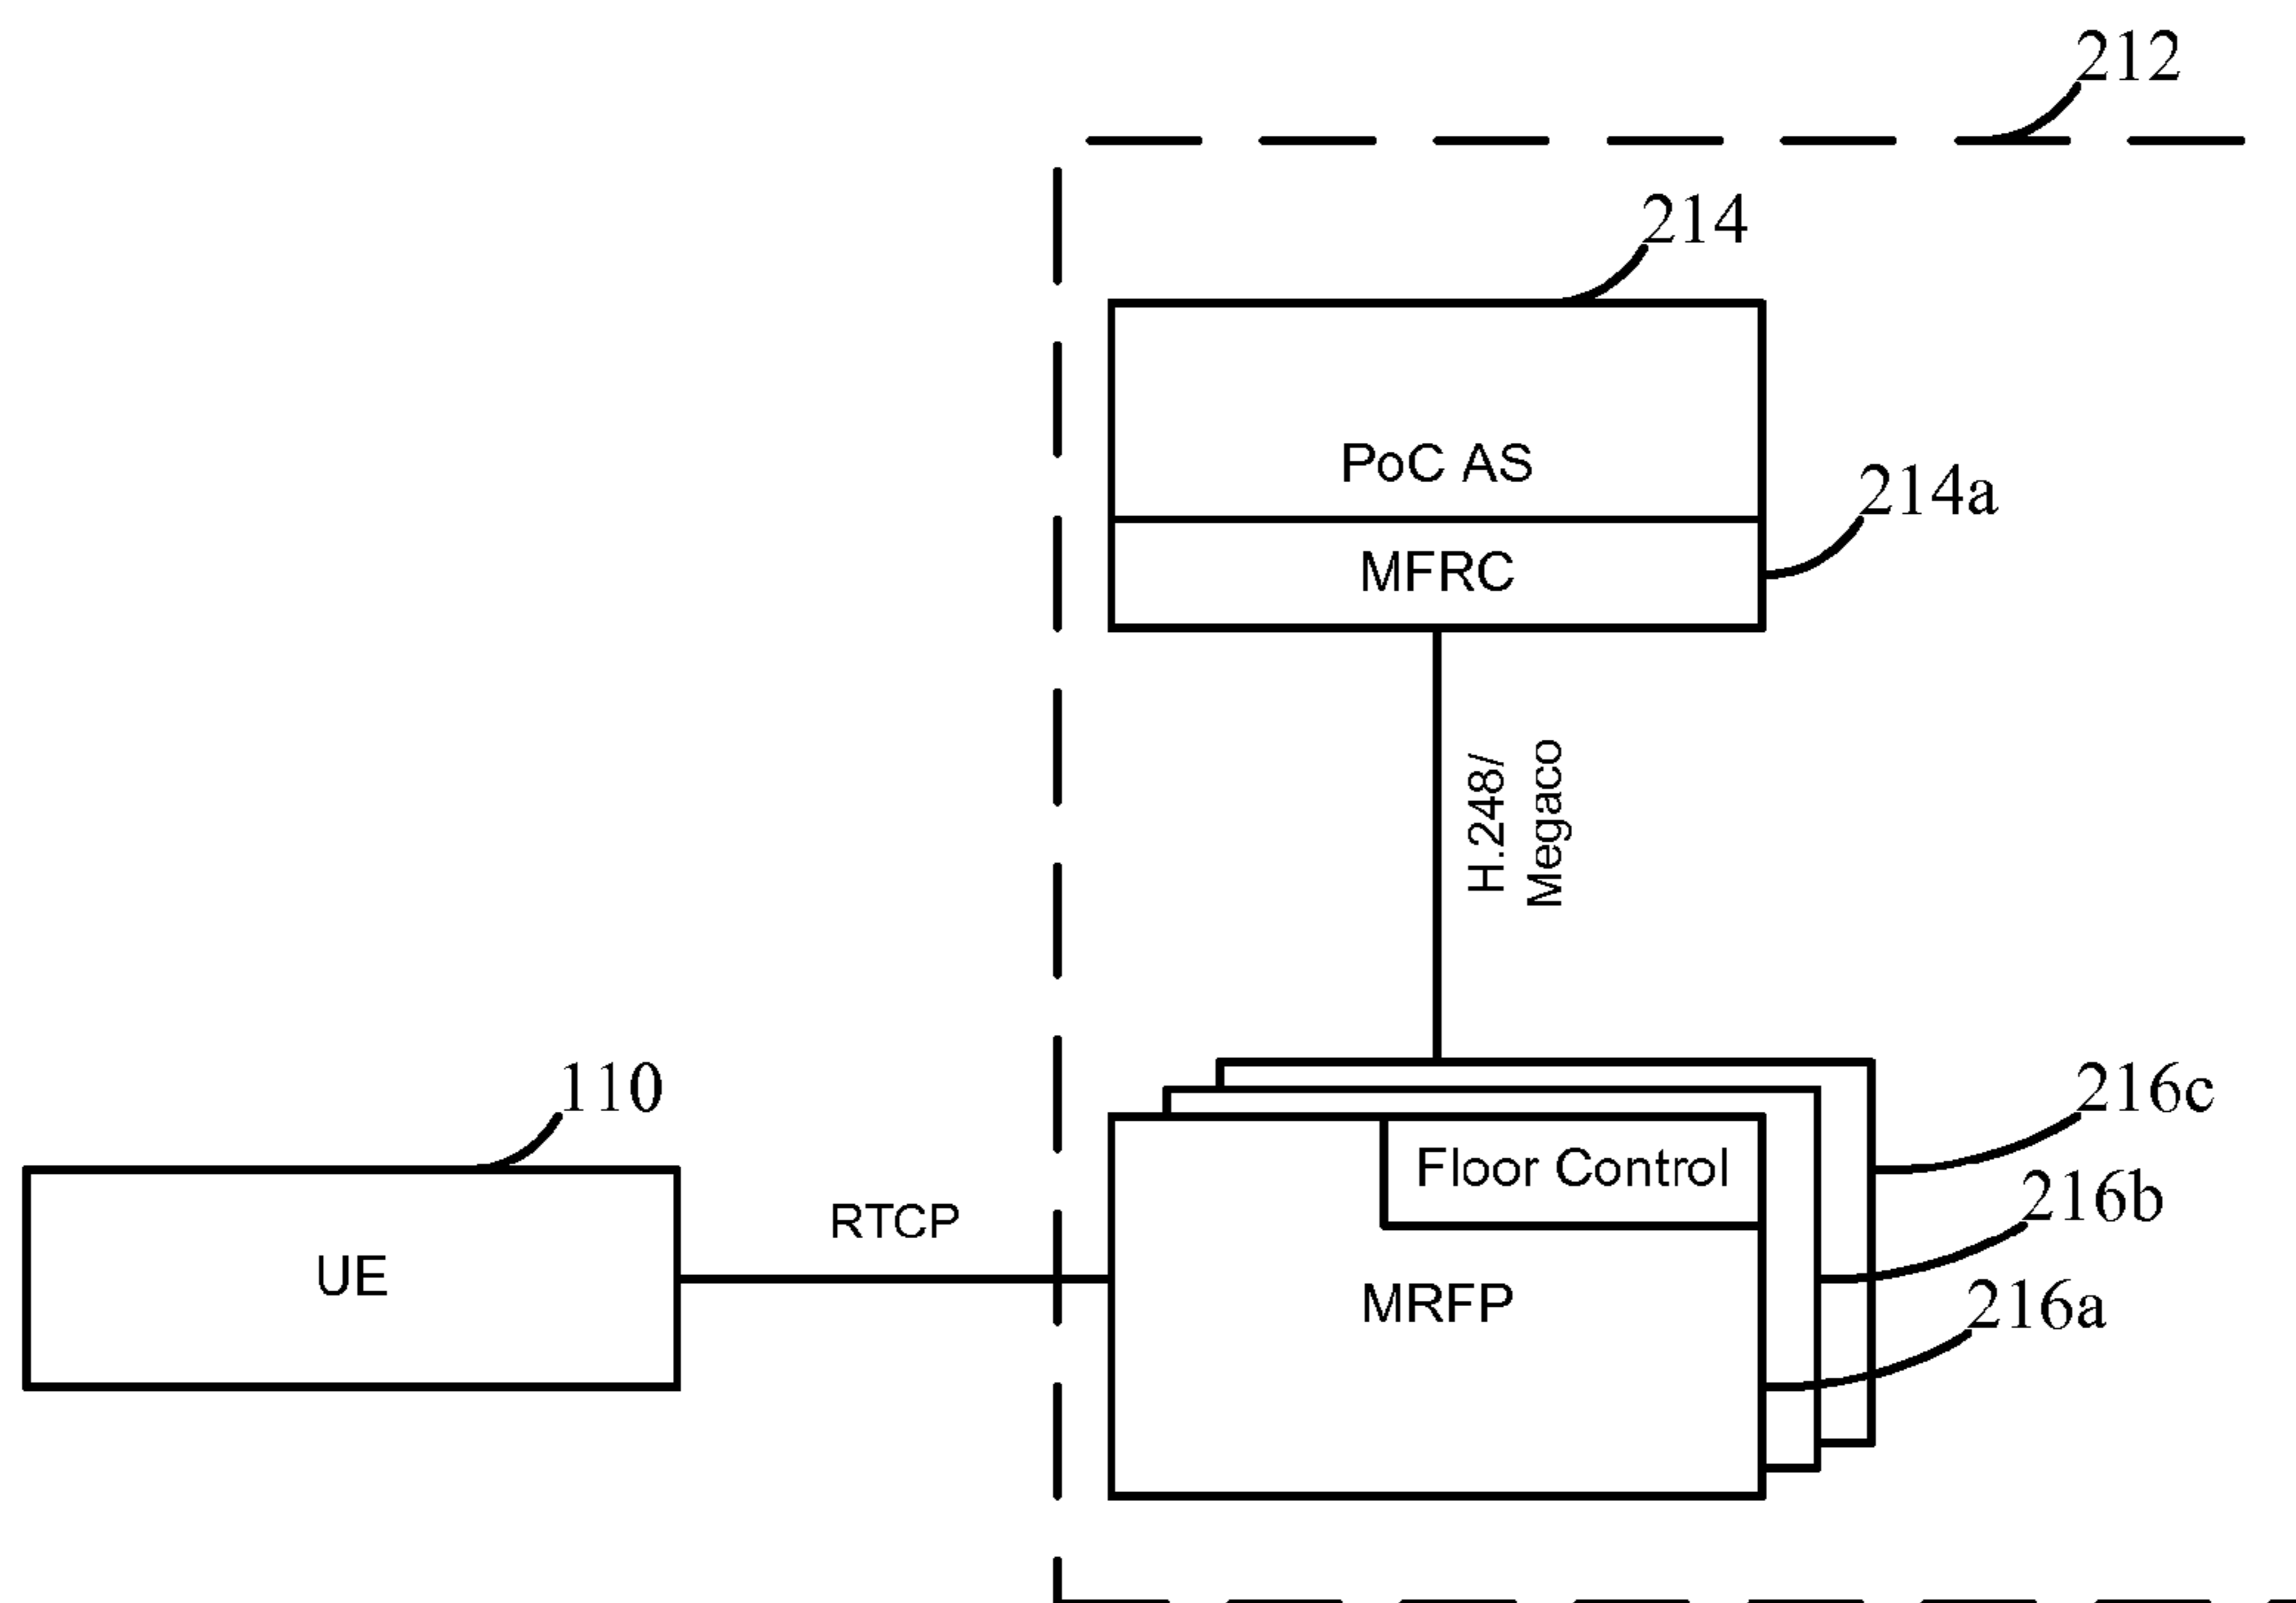 212
214
PoC AS
214a
MFRC
H.248/
Megaco
110
216c
Floor Control
216b
RTCP
UE
MRFP
216a